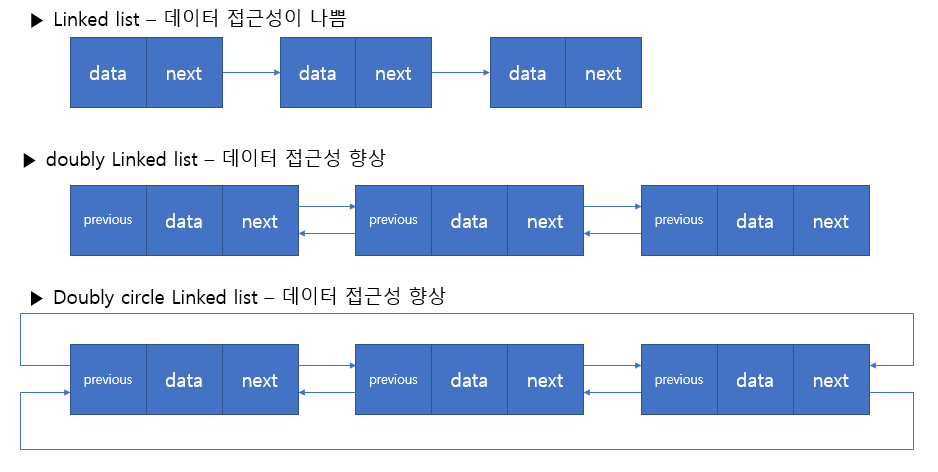 ▶ Linked list – 데이터 접근성이 나쁨
data next data next data next
▶ doubly Linked list – 데이터 접근성 향상
previous data next previous data next previous data next
▶ Doubly circle Linked list – 데이터 접근성 향상
previous data next previous data next previous data next